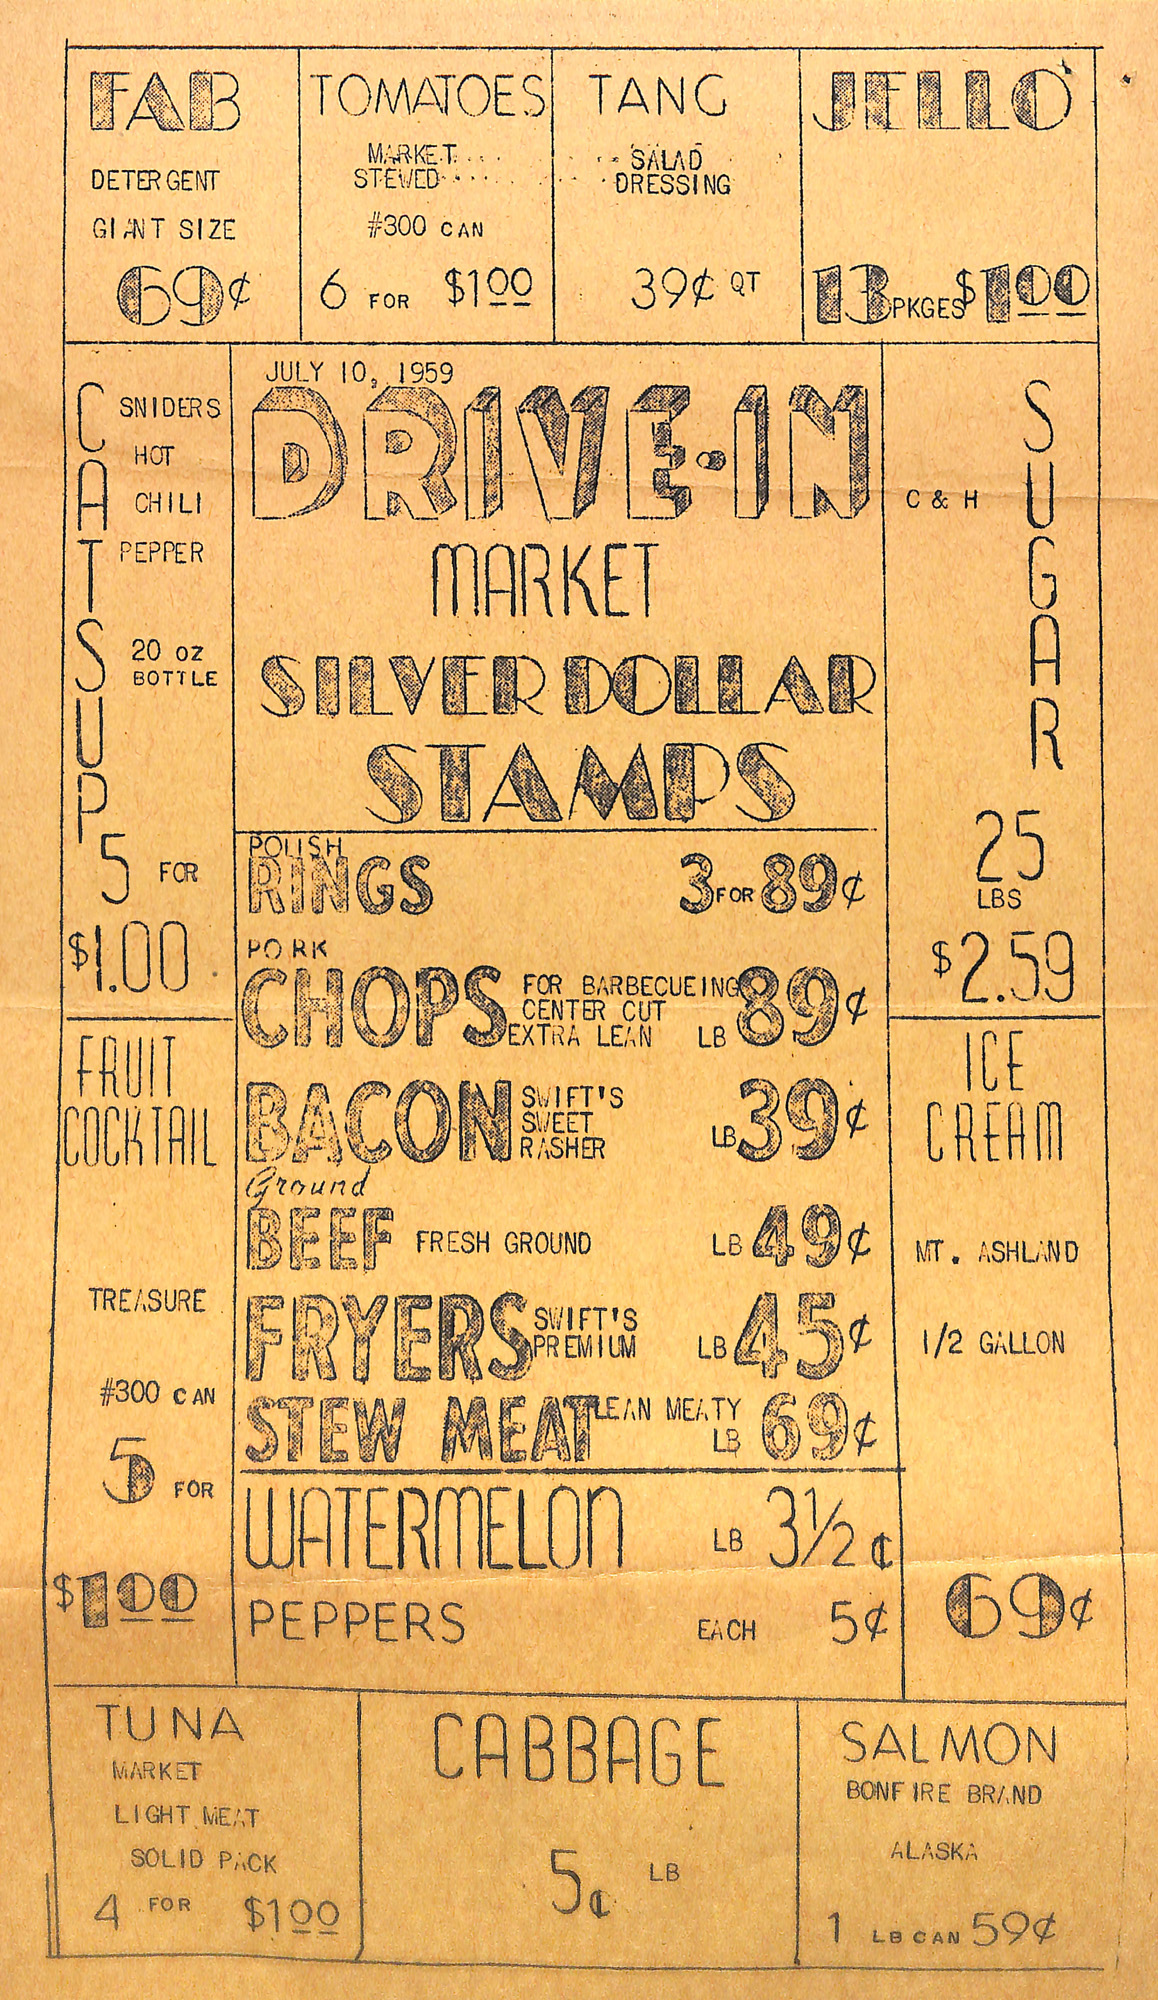 FAB
DETERGENT
GIANT SIZE
69¢
TOMATOES
MARKET....
STEWED.....
#300 CAN
6 FOR $1.00
TANG
SALAD
DRESSING
39¢ QT
JELLO
13 PKGES $1.00
CATSUP
SNIDERS
HOT
CHILI
PEPPER
20 OZ
BOTTLE
5 FOR
$1.00
JULY 10, 1959
DRIVE-IN
MARKET
SILVER DOLLAR
STAMPS
C & H
SUGAR
25
LBS
$2.59
POLISH
RINGS 3 FOR 89¢
PORK
CHOPS FOR BARBECUEING
CENTER CUT
EXTRA LEAN LB 89¢
BACON SWIFT'S
SWEET
RASHER LB 39¢
Ground
BEEF FRESH GROUND LB 49¢
FRYERS SWIFT'S
PREMIUM LB 45¢
STEW MEAT LEAN MEATY
LB 69¢
FRUIT
COCKTAIL
TREASURE
#300 CAN
5 FOR
$1.00
ICE
CREAM
MT. ASHLAND
1/2 GALLON
69¢
WATERMELON LB 3½¢
PEPPERS EACH 5¢
TUNA
MARKET
LIGHT MEAT
SOLID PACK
4 FOR $1.00
CABBAGE
5¢ LB
SALMON
BONFIRE BRAND
ALASKA
1 LB CAN 59¢